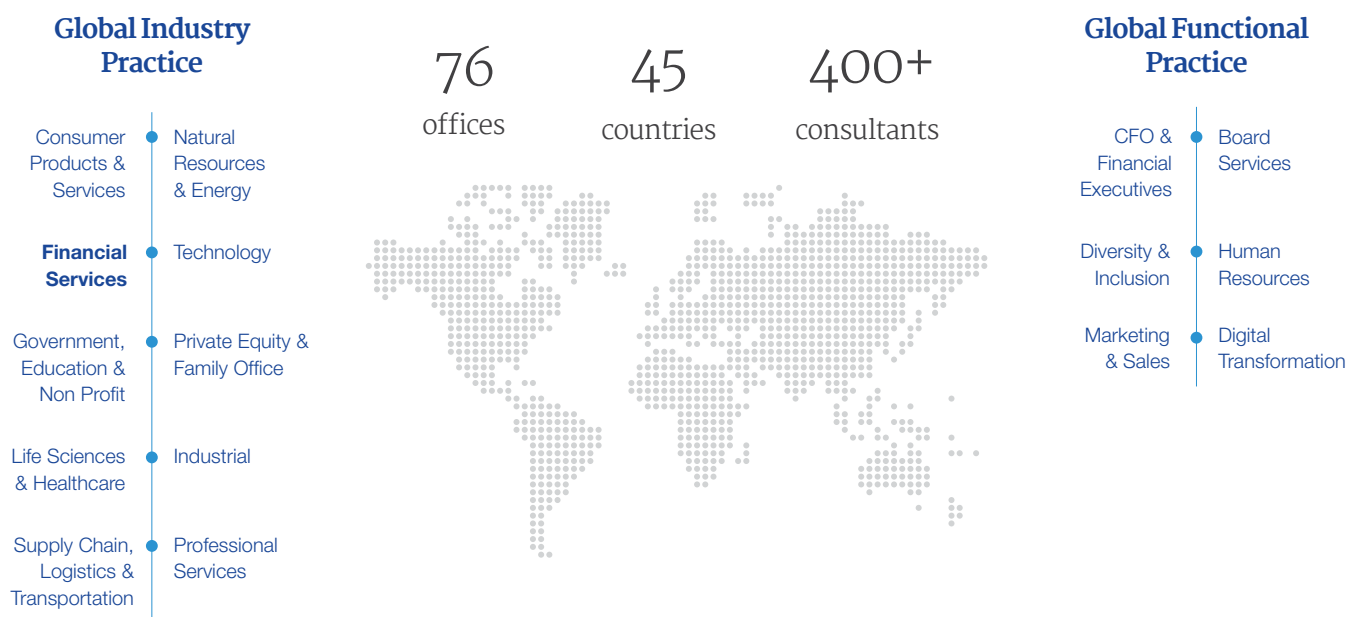 Global Industry
Practice
Consumer
Products &
Services
Natural
Resources
& Energy
Financial
Services
Technology
Government,
Education &
Non Profit
Private Equity &
Family Office
Life Sciences
& Healthcare
Industrial
Supply Chain,
Logistics &
Transportation
Professional
Services
76
offices
45
countries
400+
consultants
Global Functional
Practice
CFO &
Financial
Executives
Board
Services
Diversity &
Inclusion
Human
Resources
Marketing
& Sales
Digital
Transformation